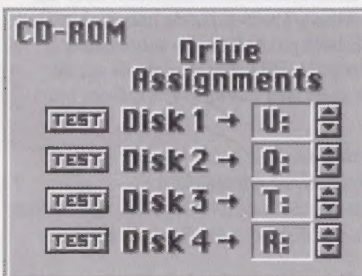 CD-ROM
Drive
Assignments
TEST Disk 1 → U:
TEST Disk 2 → Q:
TEST Disk 3 → T:
TEST Disk 4 → R: